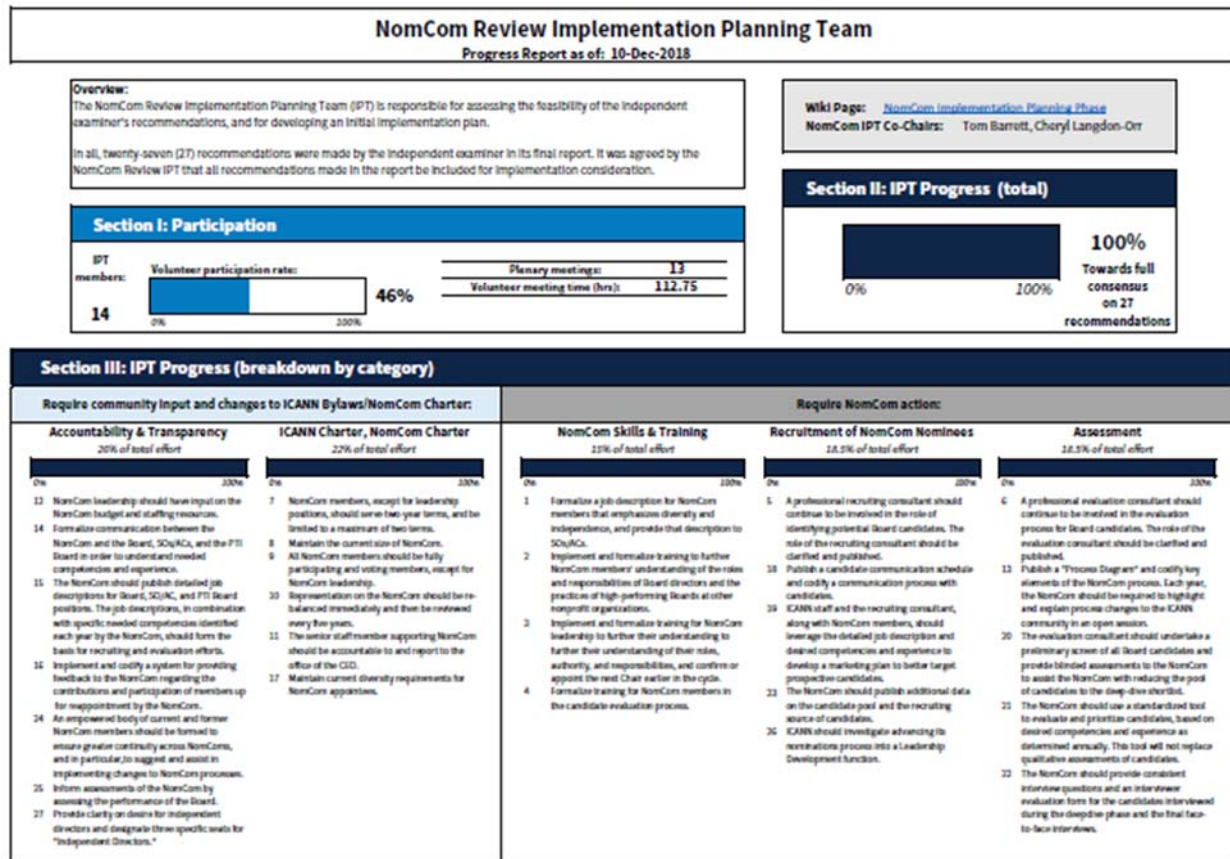 NomCom Review Implementation Planning Team
Progress Report as of: 10-Dec-2018
Overview:
The NomCom Review Implementation Planning Team (IPT) is responsible for assessing the feasibility of the independent
examiner's recommendations, and for developing an initial implementation plan.
In all, twenty-seven (27) recommendations were made by the independent examiner in its final report. It was agreed by the
NomCom Review IPT that all recommendations made in the report be included for implementation consideration.
Wiki Page: NomCom Implementation Planning Phase
NomCom IPT Co-Chairs: Tom Barrett, Cheryl Langdon-Orr
Section I: Participation
IPT
members:
14
Volunteer participation rate:
46%
0% 100%
Plenary meetings: 13
Volunteer meeting time (hrs): 112.75
Section II: IPT Progress (total)
0% 100%
100%
Towards full
consensus
on 27
recommendations
Section III: IPT Progress (breakdown by category)
Require community input and changes to ICANN Bylaws/NomCom Charter:
Accountability & Transparency
26% of total effort
0% 100%
13 NomCom leadership should have input on the
NomCom budget and staffing resources.
14 Formalize communication between the
NomCom and the Board, SOs/ACs, and the PTI
Board in order to understand needed
competencies and experience.
15 The NomCom should publish detailed job
descriptions for Board, SO/AC, and PTI Board
positions. The job descriptions, in combination
with specific needed competencies identified
each year by the NomCom, should form the
basis for recruiting and evaluation efforts.
16 Implement and codify a system for providing
feedback to the NomCom regarding the
contributions and participation of members up
for reappointment by the NomCom.
24 An empowered body of current and former
NomCom members should be formed to
ensure greater continuity across NomComs,
and in particular,to suggest and assist in
implementing changes to NomCom processes.
25 Inform assessments of the NomCom by
assessing the performance of the Board.
27 Provide clarity on desire for independent
directors and designate three specific seats for
"Independent Directors."
ICANN Charter, NomCom Charter
22% of total effort
0% 100%
7 NomCom members, except for leadership
positions, should serve two-year terms, and be
limited to a maximum of two terms.
8 Maintain the current size of NomCom.
9 All NomCom members should be fully
participating and voting members, except for
NomCom leadership.
10 Representation on the NomCom should be re-
balanced immediately and then be reviewed
every five years.
11 The senior staff member supporting NomCom
should be accountable to and report to the
office of the CEO.
17 Maintain current diversity requirements for
NomCom appointees.
Require NomCom action:
NomCom Skills & Training
15% of total effort
0% 100%
1 Formalize a job description for NomCom
members that emphasizes diversity and
independence, and provide that description to
SOs/ACs.
2 Implement and formalize training to further
NomCom members' understanding of the roles
and responsibilities of Board directors and the
practices of high-performing Boards at other
nonprofit organizations.
3 Implement and formalize training for NomCom
leadership to further their understanding to
further their understanding of their roles,
authority, and responsibilities, and confirm or
appoint the next Chair earlier in the cycle.
4 Formalize training for NomCom members in
the candidate evaluation process.
Recruitment of NomCom Nominees
18.5% of total effort
0% 100%
5 A professional recruiting consultant should
continue to be involved in the role of
identifying potential Board candidates. The
role of the recruiting consultant should be
clarified and published.
18 Publish a candidate communication schedule
and codify a communication process with
candidates.
19 ICANN staff and the recruiting consultant,
along with NomCom members, should
leverage the detailed job description and
desired competencies and experience to
develop a marketing plan to better target
prospective candidates.
The NomCom should publish additional data
on the candidate pool and the recruiting
source of candidates.
26 ICANN should investigate advancing its
nominations process into a Leadership
Development function.
Assessment
18.5% of total effort
0% 100%
6 A professional evaluation consultant should
continue to be involved in the evaluation
process for Board candidates. The role of the
evaluation consultant should be clarified and
published.
Publish a "Process Diagram" and codify key
elements of the NomCom process. Each year,
the NomCom should be required to highlight
and explain process changes to the ICANN
community in an open session.
20 The evaluation consultant should undertake a
preliminary screen of all Board candidates and
provide blinded assessments to the NomCom
to assist the NomCom with reducing the pool
of candidates to the deep-dive shortlist.
21 The NomCom should use a standardized tool
to evaluate and prioritize candidates, based on
desired competencies and experience as
determined annually. This tool will not replace
qualitative assessments of candidates.
The NomCom should provide consistent
interview questions and an interviewer
evaluation form for the candidates interviewed
during the deepdive phase and the final face-
to-face interviews.